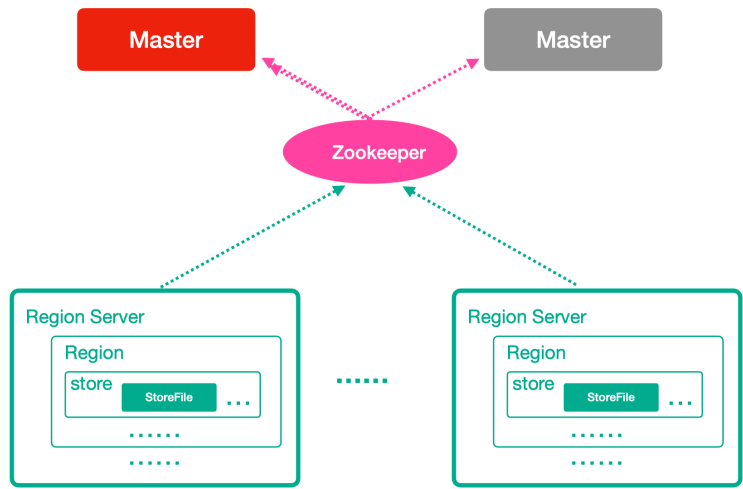 Master
Master
Zookeeper
Region Server
Region
store
StoreFile
...
......
......
......
Region Server
Region
store
StoreFile
...
......
......